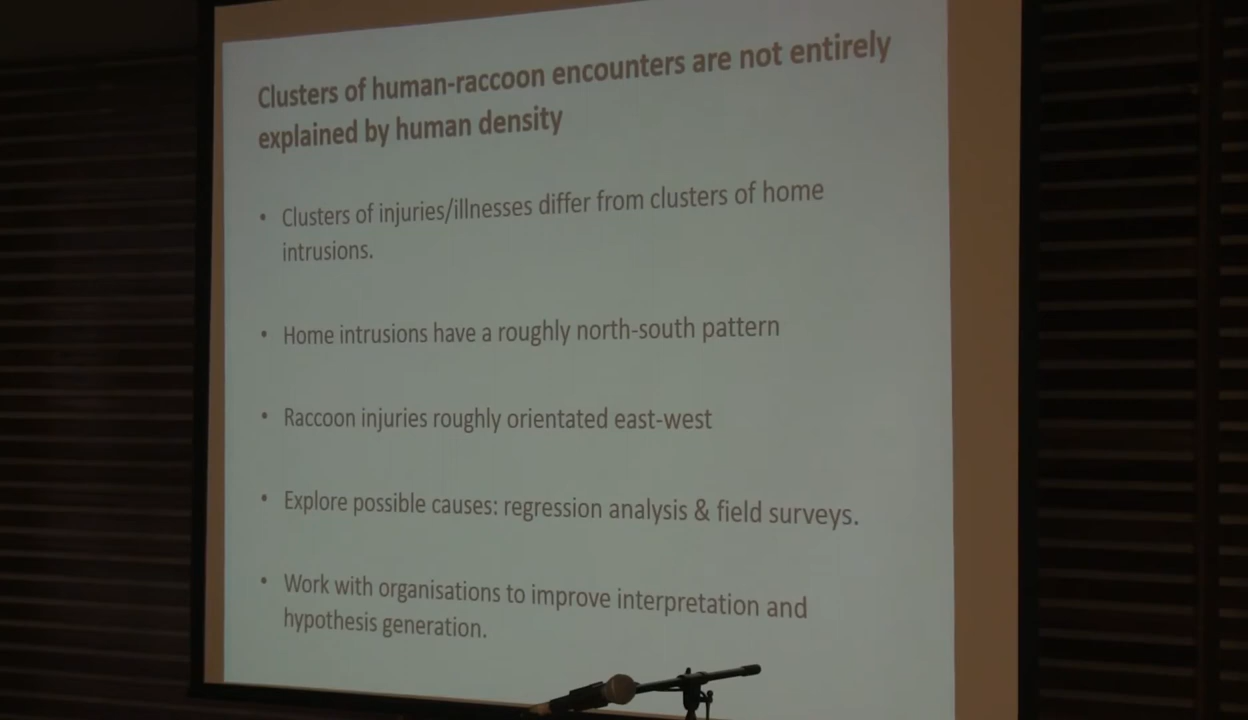 Clusters of human-raccoon encounters are not entirely
explained by human density
• Clusters of injuries/illnesses differ from clusters of home
intrusions.
• Home intrusions have a roughly north-south pattern
• Raccoon injuries roughly orientated east-west
• Explore possible causes: regression analysis & field surveys.
• Work with organisations to improve interpretation and
hypothesis generation.